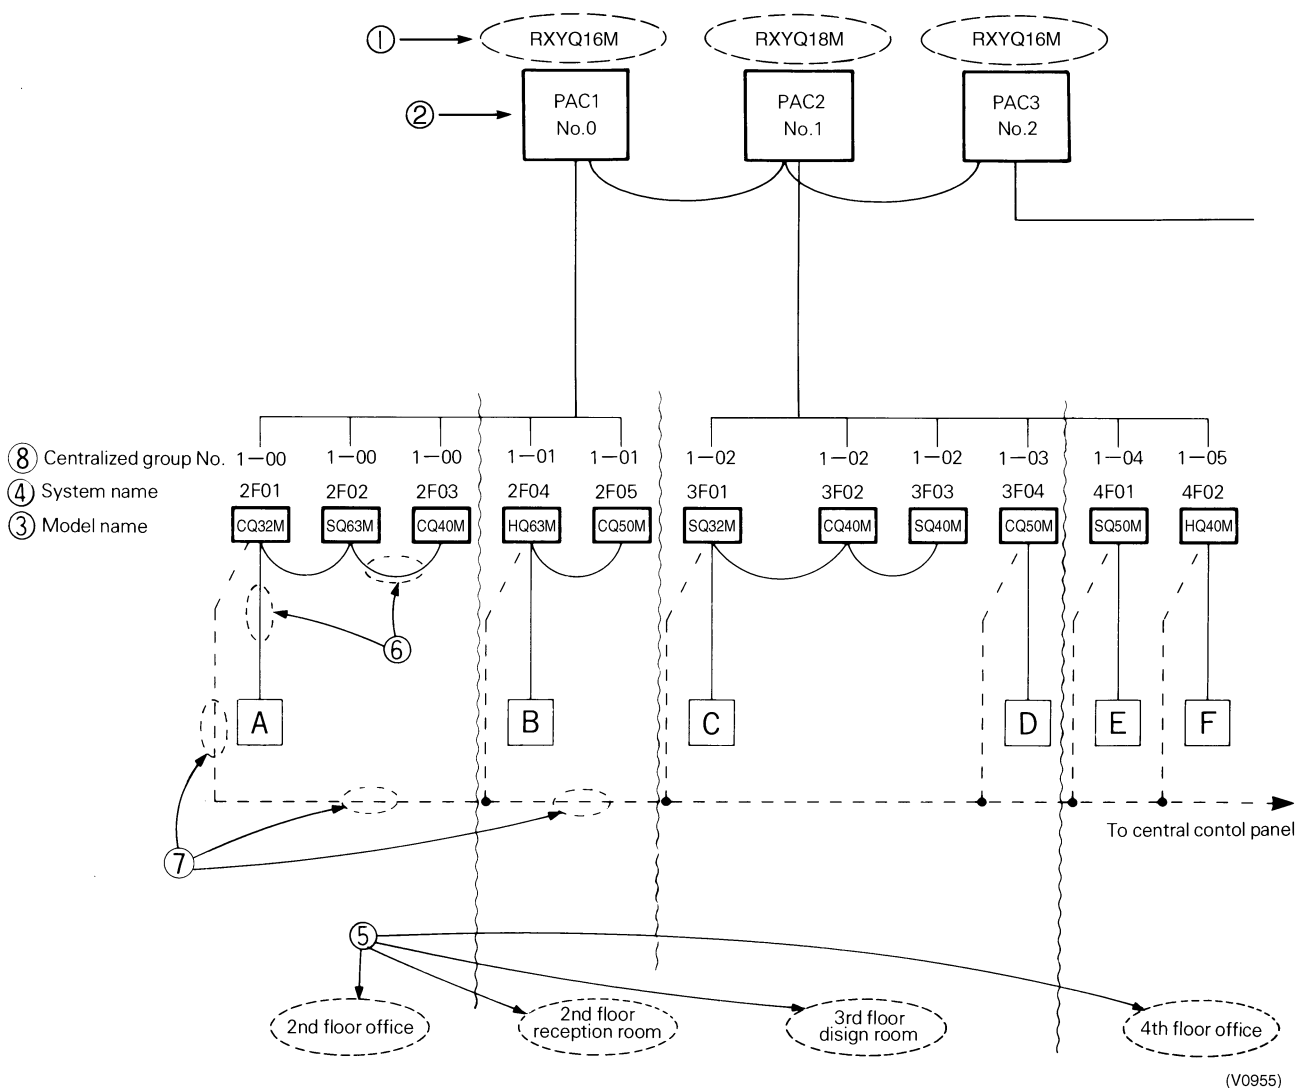 ① RXYQ16M RXYQ18M RXYQ16M
② PAC1 No.0 PAC2 No.1 PAC3 No.2
⑧ Centralized group No. 1-00 1-00 1-00 1-01 1-01 1-02 1-02 1-02 1-03 1-04 1-05
④ System name 2F01 2F02 2F03 2F04 2F05 3F01 3F02 3F03 3F04 4F01 4F02
③ Model name CQ32M SQ63M CQ40M HQ63M CQ50M SQ32M CQ40M SQ40M CQ50M SQ50M HQ40M
⑥
A B C D E F
To central contol panel
⑦
⑤
2nd floor office
2nd floor
reception room
3rd floor
disign room
4th floor office
(V0955)